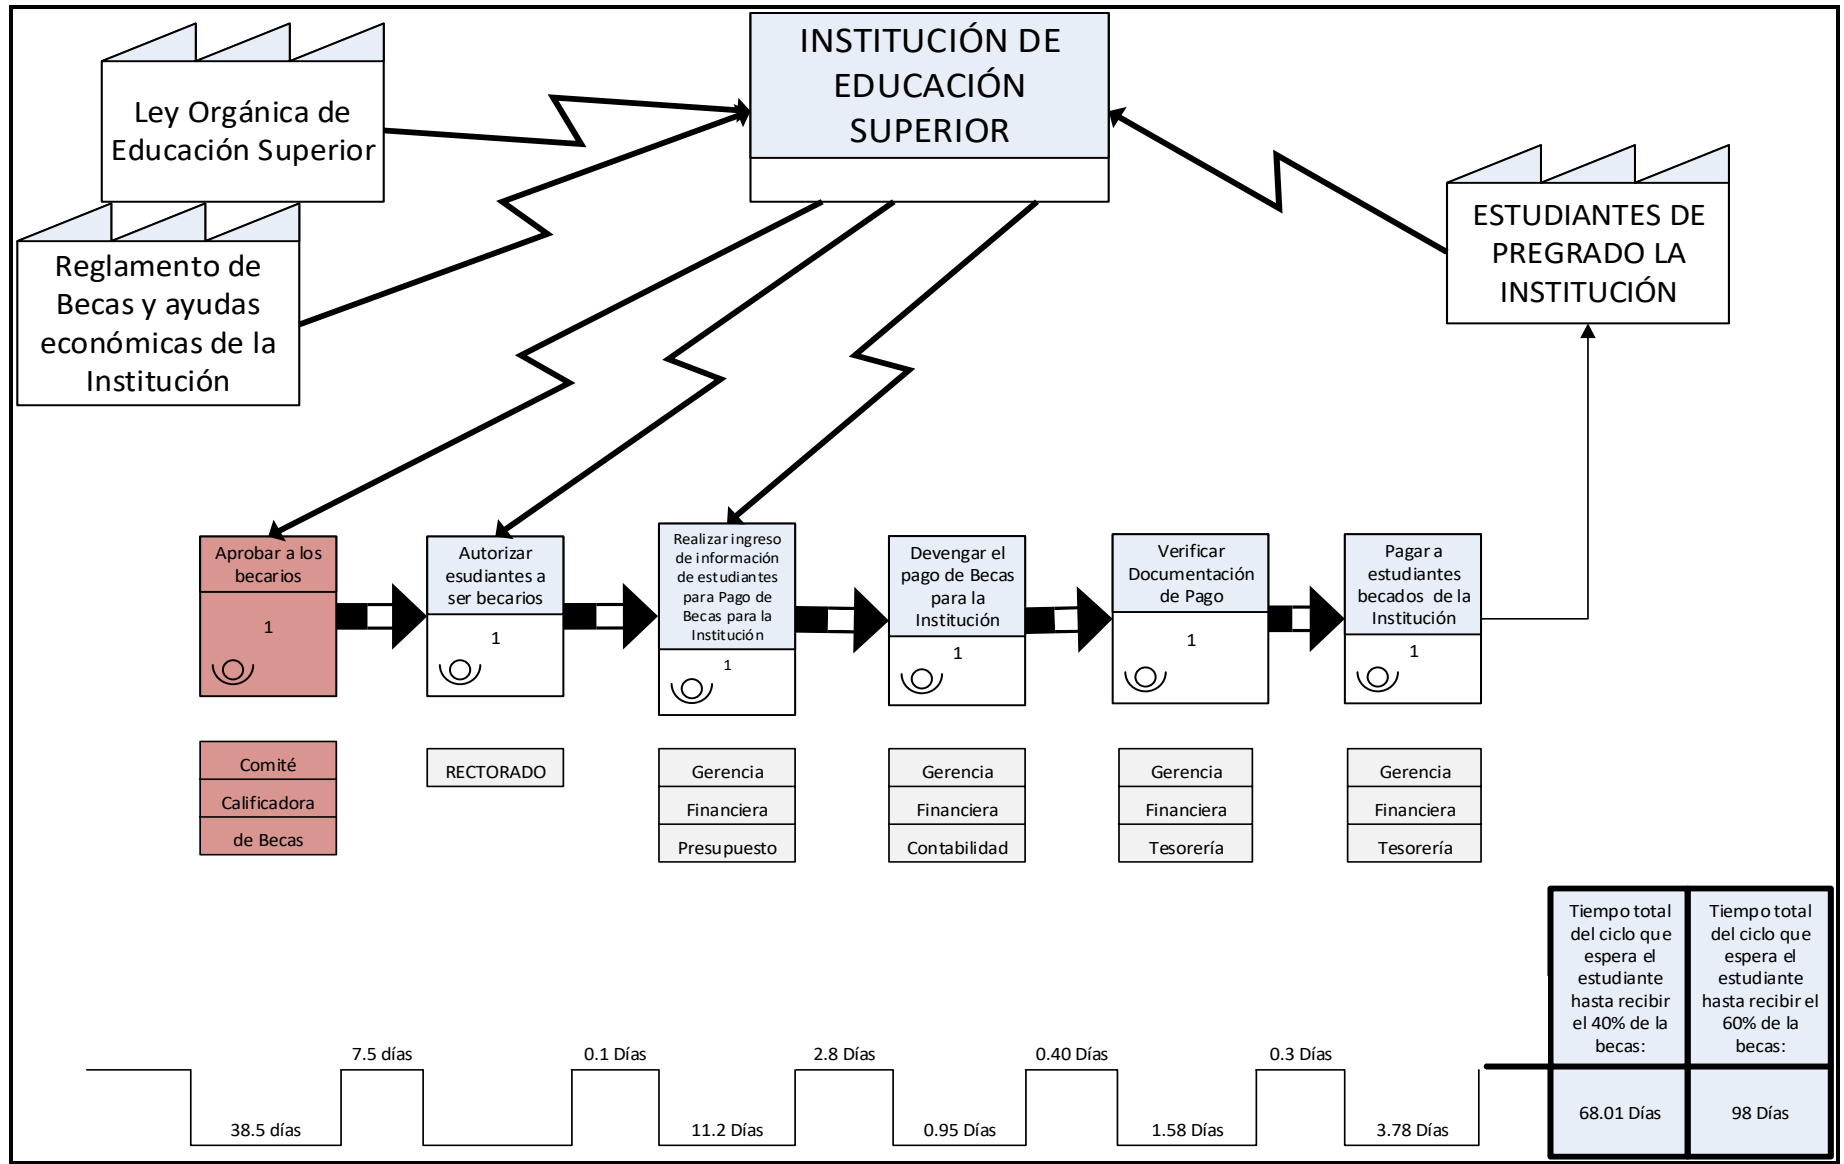 Ley Orgánica de
Educación Superior
INSTITUCIÓN DE
EDUCACIÓN
SUPERIOR
Reglamento de
Becas y ayudas
económicas de la
Institución
ESTUDIANTES DE
PREGRADO LA
INSTITUCIÓN
Aprobar a los
becarios
1
Autorizar
esudiantes a
ser becarios
1
Realizar ingreso
de información
de estudiantes
para Pago de
Becas para la
Institución
1
Devengar el
pago de Becas
para la
Institución
1
Verificar
Documentación
de Pago
1
Pagar a
estudiantes
becados de la
Institución
1
Comité
Calificadora
de Becas
RECTORADO
Gerencia
Financiera
Presupuesto
Gerencia
Financiera
Contabilidad
Gerencia
Financiera
Tesorería
Gerencia
Financiera
Tesorería
7.5 Días
0.1 Días
2.8 Días
0.40 Días
0.3 Días
38.5 días
11.2 Días
0.95 Días
1.58 Días
3.78 Días
Tiempo total
del ciclo que
espera el
estudiante
hasta recibir
el 40% de la
becas:
Tiempo total
del ciclo que
espera el
estudiante
hasta recibir el
60% de la
becas:
68.01 Días
98 Días